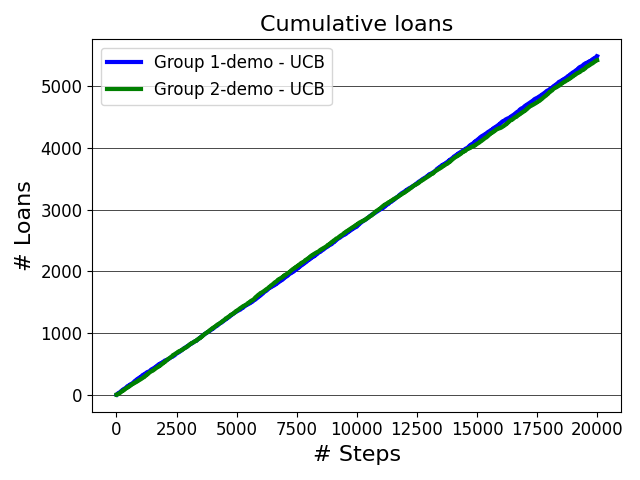 Cumulative loans
Group 1-demo - UCB
Group 2-demo - UCB
# Loans
5000
4000
3000
2000
1000
0
0 2500 5000 7500 10000 12500 15000 17500 20000
# Steps